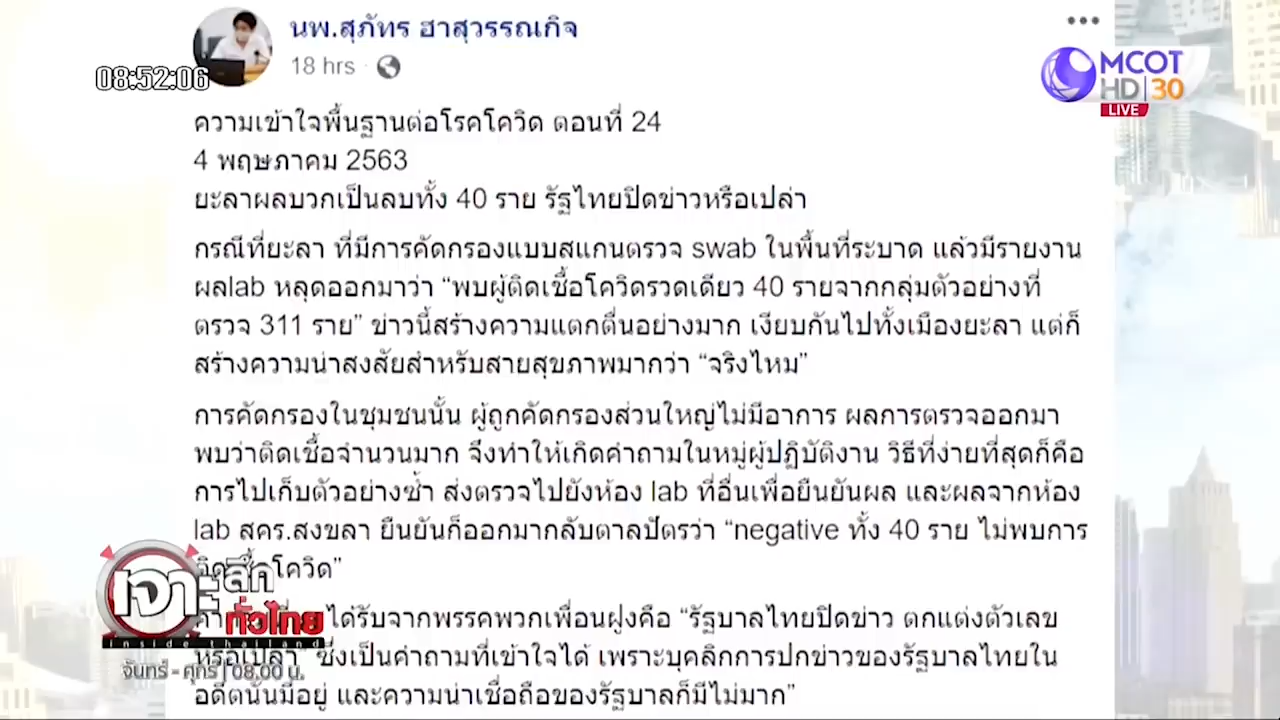 นพ.สุภัทร ฮาสุวรรณกิจ
18 hrs ·
08:52:06
MCOT
HD 30
LIVE
ความเข้าใจพื้นฐานต่อโรคโควิด ตอนที่ 24
4 พฤษภาคม 2563
ยะลาผลบวกเป็นลบทั้ง 40 ราย รัฐไทยปิดข่าวหรือเปล่า
กรณีที่ยะลา ที่มีการคัดกรองแบบสแกนตรวจ swab ในพื้นที่ระบาด แล้วมีรายงาน
ผลlab หลุดออกมาว่า “พบผู้ติดเชื้อโควิดรวดเดียว 40 รายจากกลุ่มตัวอย่างที่
ตรวจ 311 ราย” ข่าวนี้สร้างความแตกตื่นอย่างมาก เงียบกันไปทั้งเมืองยะลา แต่ก็
สร้างความน่าสงสัยสำหรับสายสุขภาพมากว่า “จริงไหม”
การคัดกรองในชุมชนนั้น ผู้ถูกคัดกรองส่วนใหญ่ไม่มีอาการ ผลการตรวจออกมา
พบว่าติดเชื้อจำนวนมาก จึงทำให้เกิดคำถามในหมู่ผู้ปฏิบัติงาน วิธีที่ง่ายที่สุดก็คือ
การไปเก็บตัวอย่างซ้ำ ส่งตรวจไปยังห้อง lab ที่อื่นเพื่อยืนยันผล และผลจากห้อง
lab สคร.สงขลา ยืนยันก็ออกมากลับตาลปัตรว่า “negative ทั้ง 40 ราย ไม่พบการ
โควิด”
ได้รับจากพรรคพวกเพื่อนฝูงคือ “รัฐบาลไทยปิดข่าว ตกแต่งตัวเลข
หรือเปล่า” ซึ่งเป็นคำถามที่เข้าใจได้ เพราะบุคลิกการปกข่าวของรัฐบาลไทยใน
อดีตนั้นมีอยู่ และความน่าเชื่อถือของรัฐบาลก็มีไม่มาก”
เจาะลึก
ทั่วไทย
inside thailand
จันทร์ - ศุกร์ | 08.00 น.